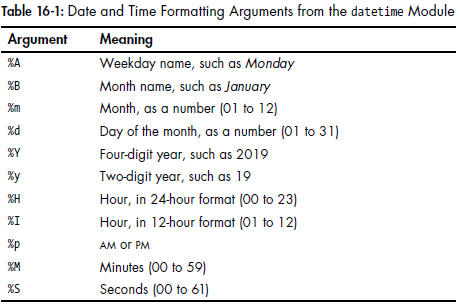 Table 16-1: Date and Time Formatting Arguments from the datetime Module
Argument Meaning
%A Weekday name, such as Monday
%B Month name, such as January
%m Month, as a number (01 to 12)
%d Day of the month, as a number (01 to 31)
%Y Four-digit year, such as 2019
%y Two-digit year, such as 19
%H Hour, in 24-hour format (00 to 23)
%I Hour, in 12-hour format (01 to 12)
%p AM or PM
%M Minutes (00 to 59)
%S Seconds (00 to 61)